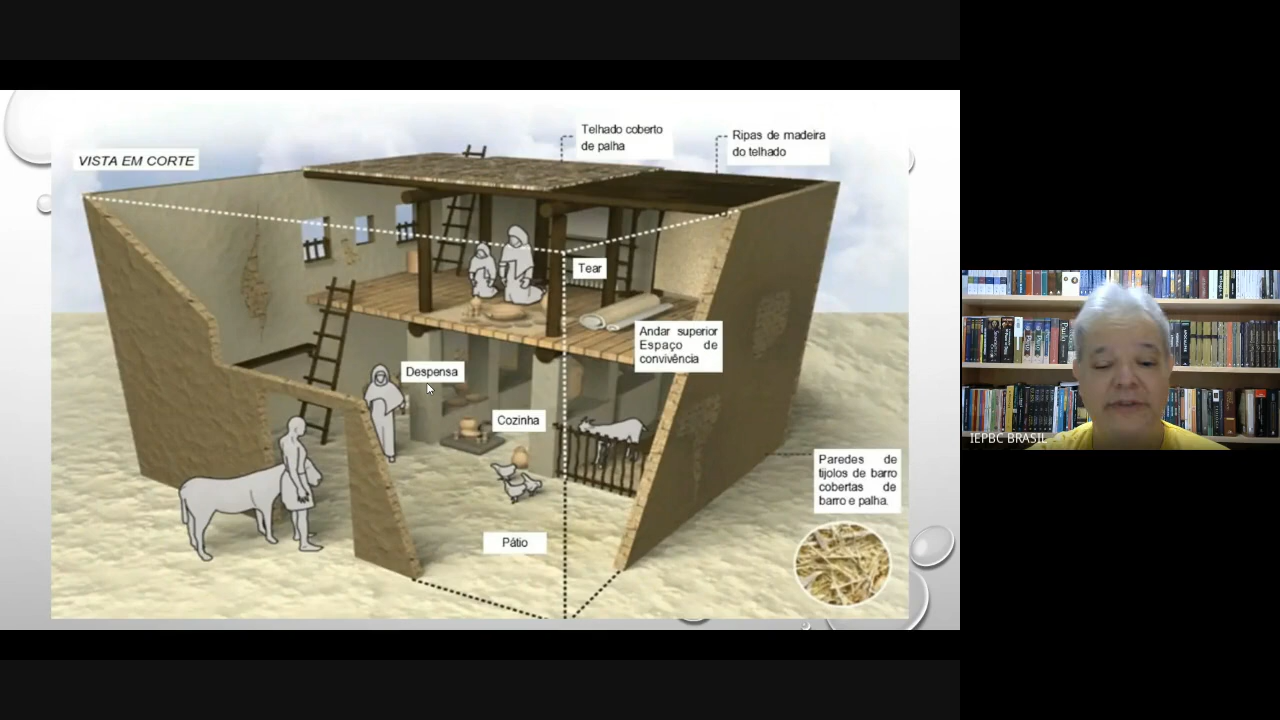 VISTA EM CORTE
Telhado coberto
de palha
Ripas de madeira
do telhado
Tear
Andar superior
Espaço de
convivência
Despensa
Cozinha
Paredes de
tijolos de barro
cobertas de
barro e palha.
Pátio
IEPBC BRASIL